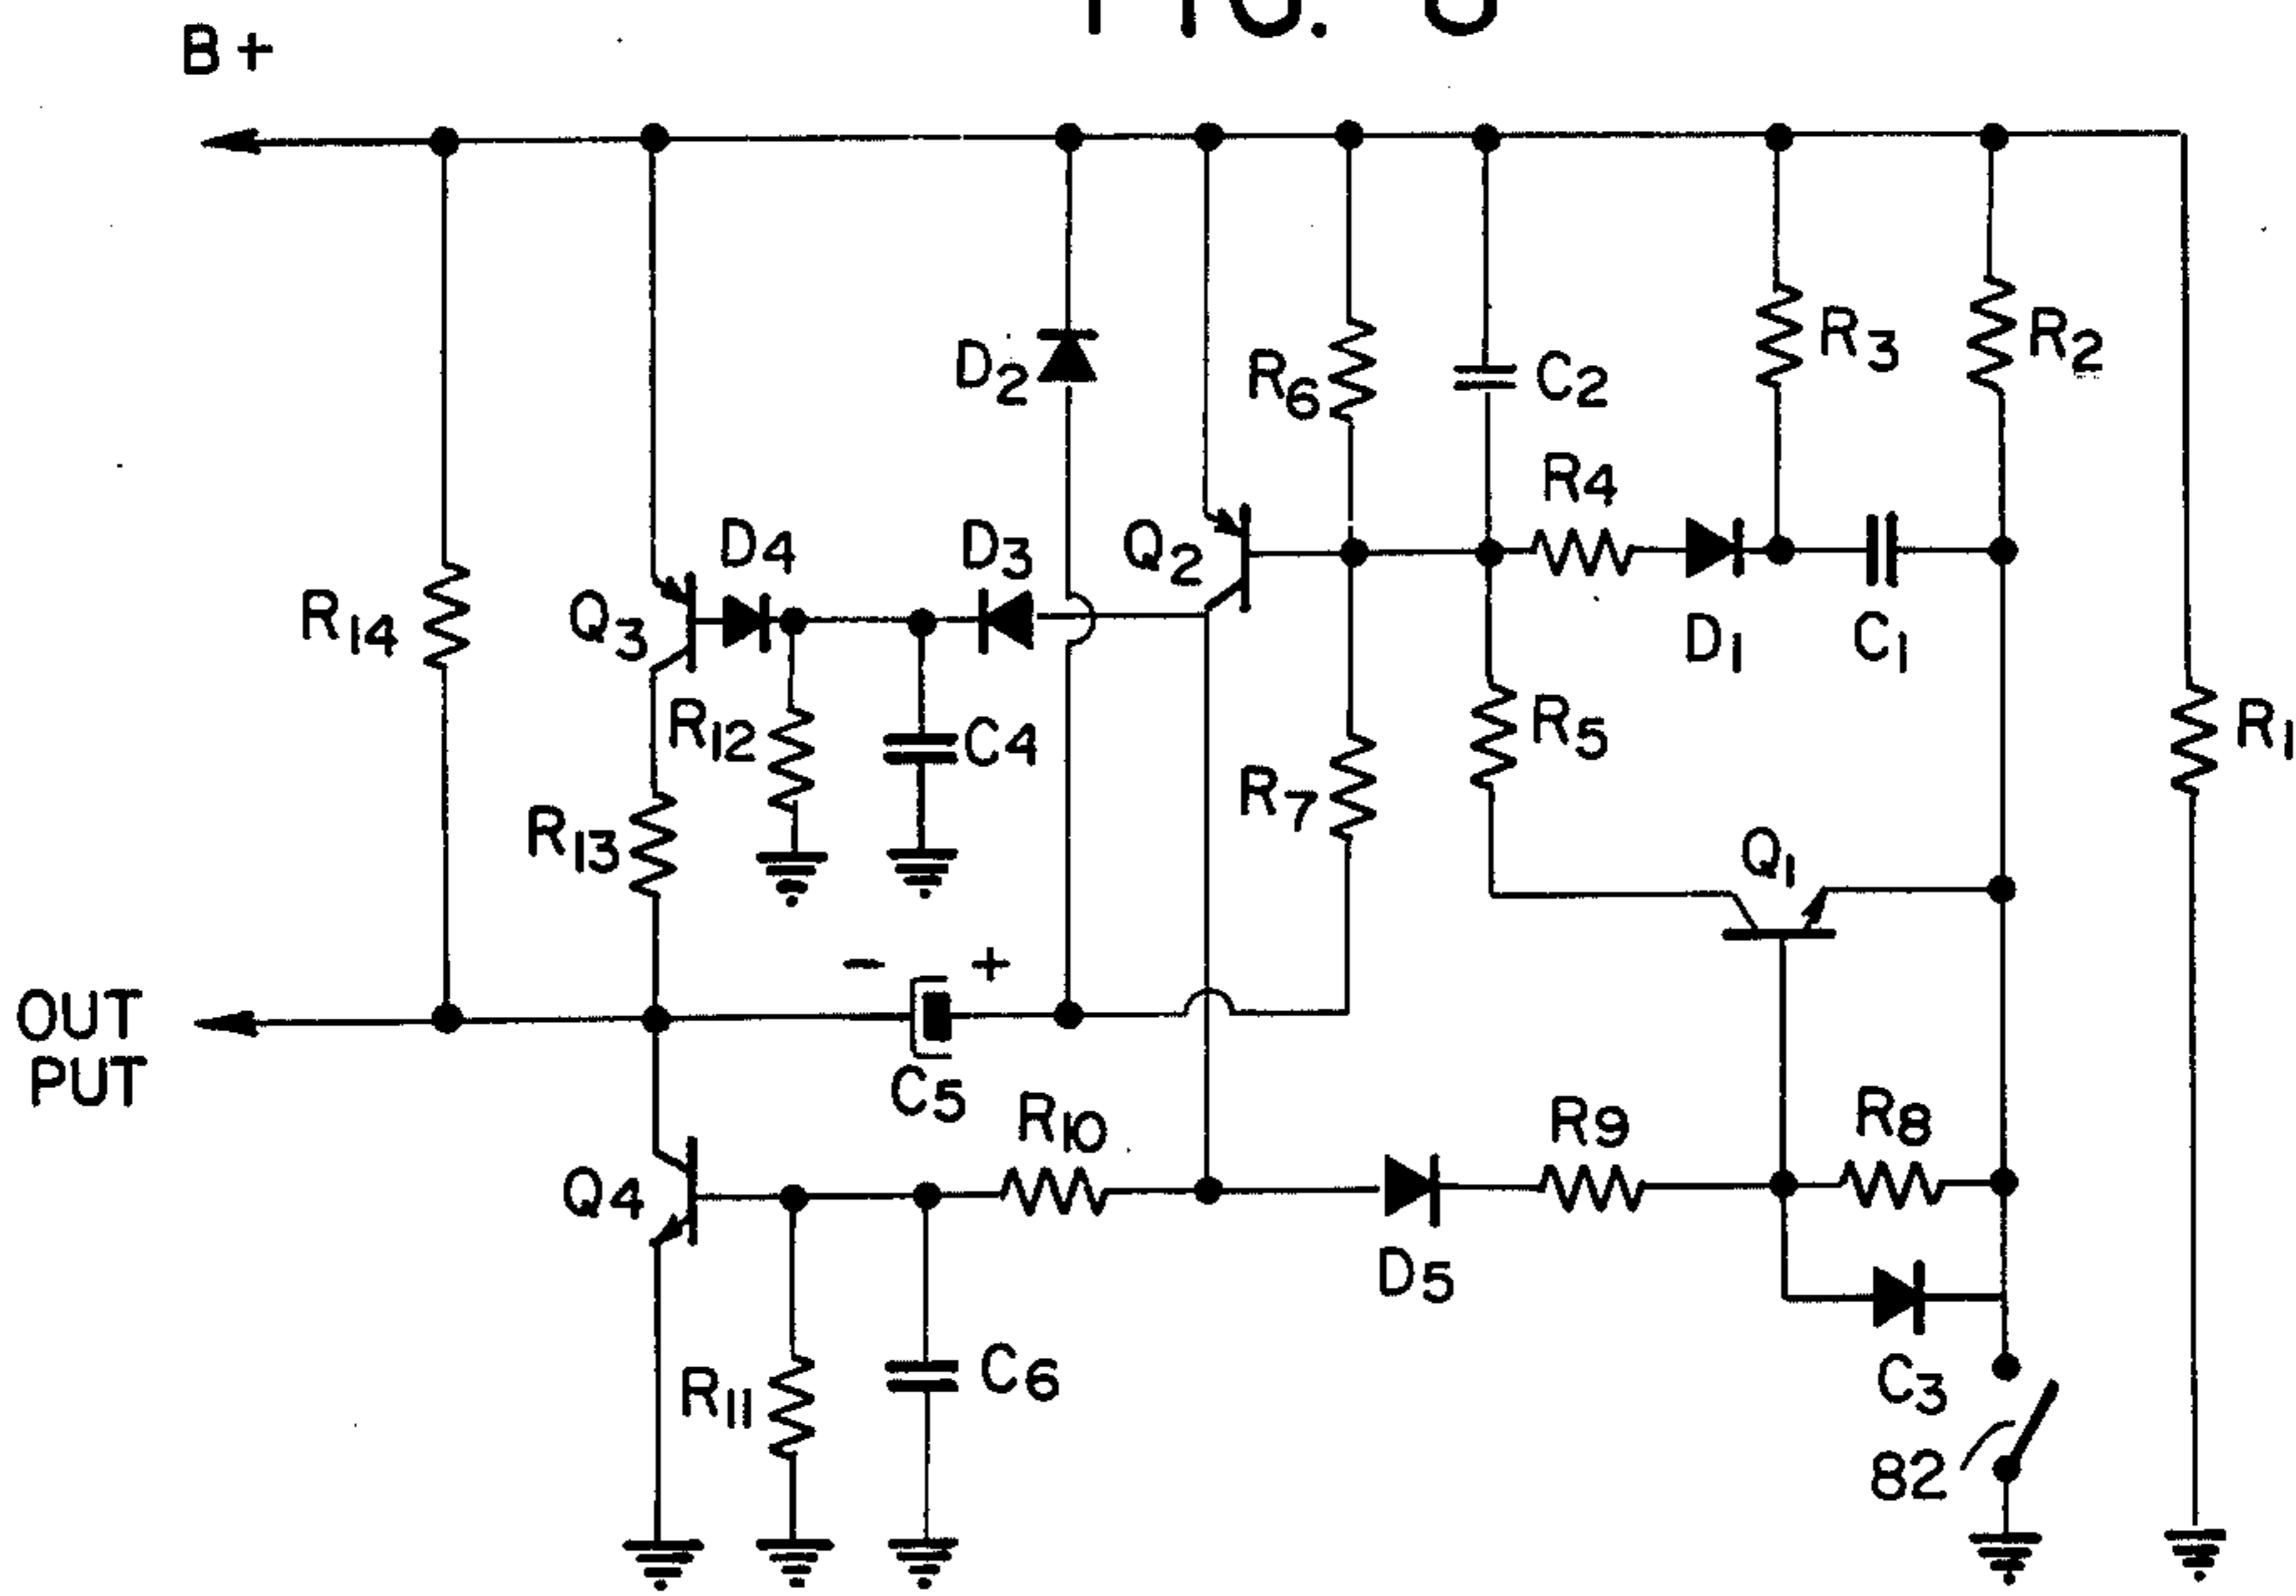 B+
D2
R6
C2
R3
R2
R4
D4
D3
Q2
R14
Q3
D1
C1
R12
C4
R5
R1
R13
R7
Q1
- +
OUT
PUT
C5
R10
R9
R8
Q4
D5
R11
C6
C3
82